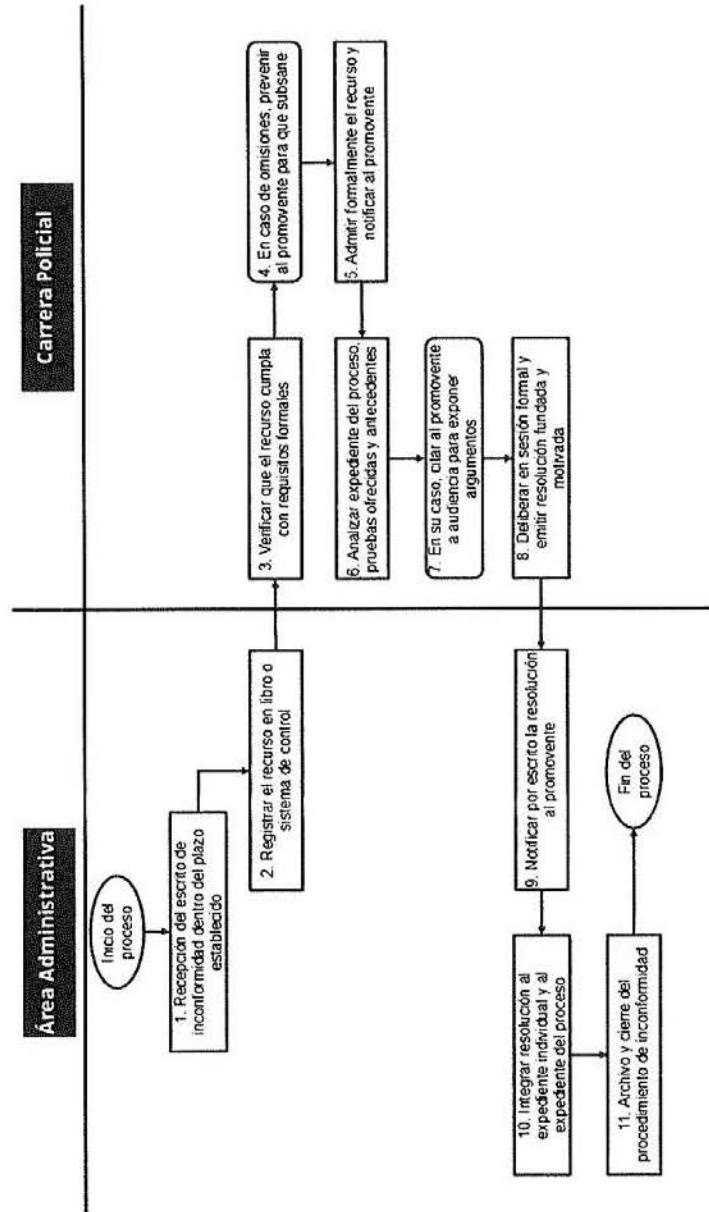 Área Administrativa
Carrera Policial
Inicio del
proceso
1. Recepción del escrito de
inconformidad dentro del plazo
establecido
2. Registrar el recurso en libro o
sistema de control
3. Verificar que el recurso cumpla
con requisitos formales
4. En caso de omisiones, prevenir
al promovente para que subsane
5. Admitir formalmente el recurso y
notificar al promovente
6. Analizar expediente del proceso,
pruebas ofrecidas y antecedentes
7. En su caso, citar al promovente
a audiencia para exponer
argumentos
8. Deliberar en sesión formal y
emitir resolución fundada y
motivada
9. Notificar por escrito la resolución
al promovente
10. Integrar resolución al
expediente individual y al
expediente del proceso
11. Archivo y cierre del
procedimiento de inconformidad
Fin del
proceso